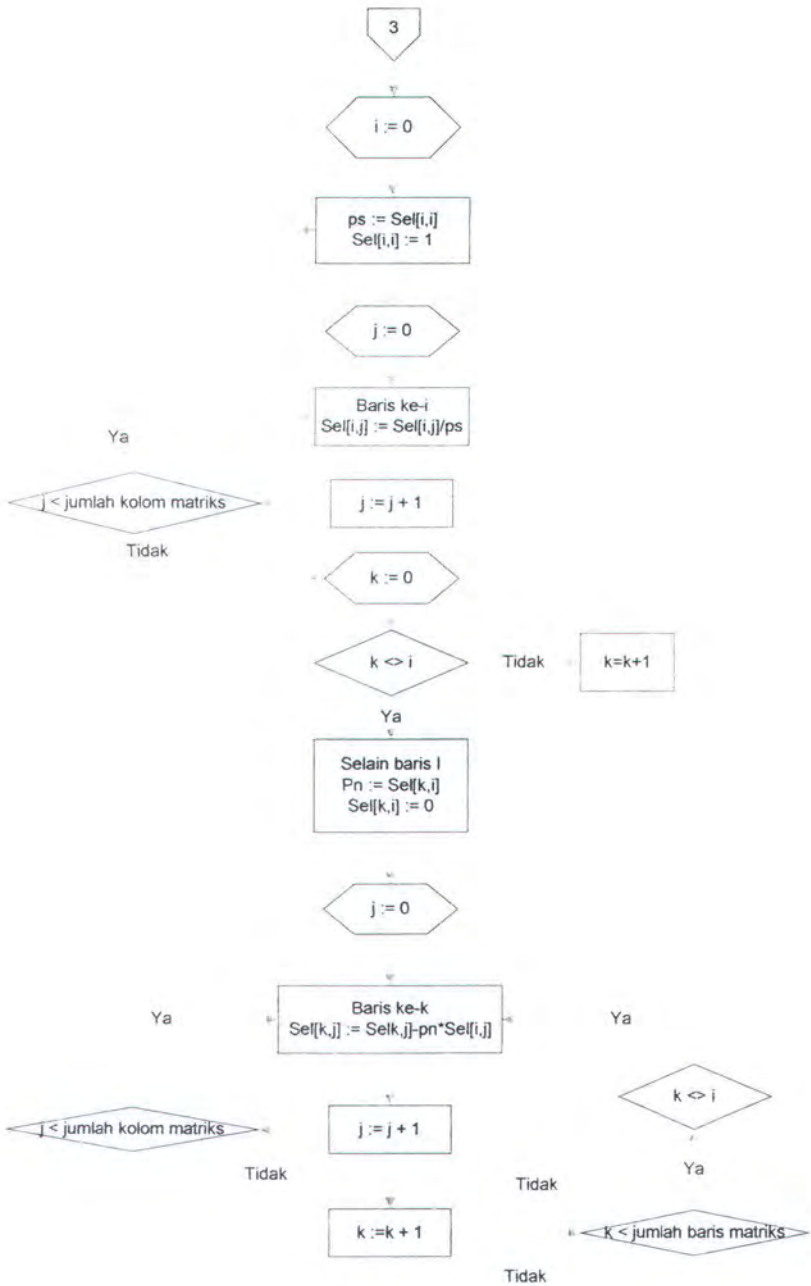 3
i := 0
ps := Sel[i,i]
Sel[i,i] := 1
j := 0
Baris ke-i
Sel[i,j] := Sel[i,j]/ps
Ya
j < jumlah kolom matriks
j := j + 1
Tidak
k := 0
k <> i
Tidak
k=k+1
Ya
Selain baris I
Pn := Sel[k,i]
Sel[k,i] := 0
j := 0
Ya
Baris ke-k
Sel[k,j] := Selk,j]-pn*Sel[i,j]
Ya
k <> i
j < jumlah kolom matriks
j := j + 1
Tidak
Ya
Tidak
k :=k + 1
k < jumlah baris matriks
Tidak